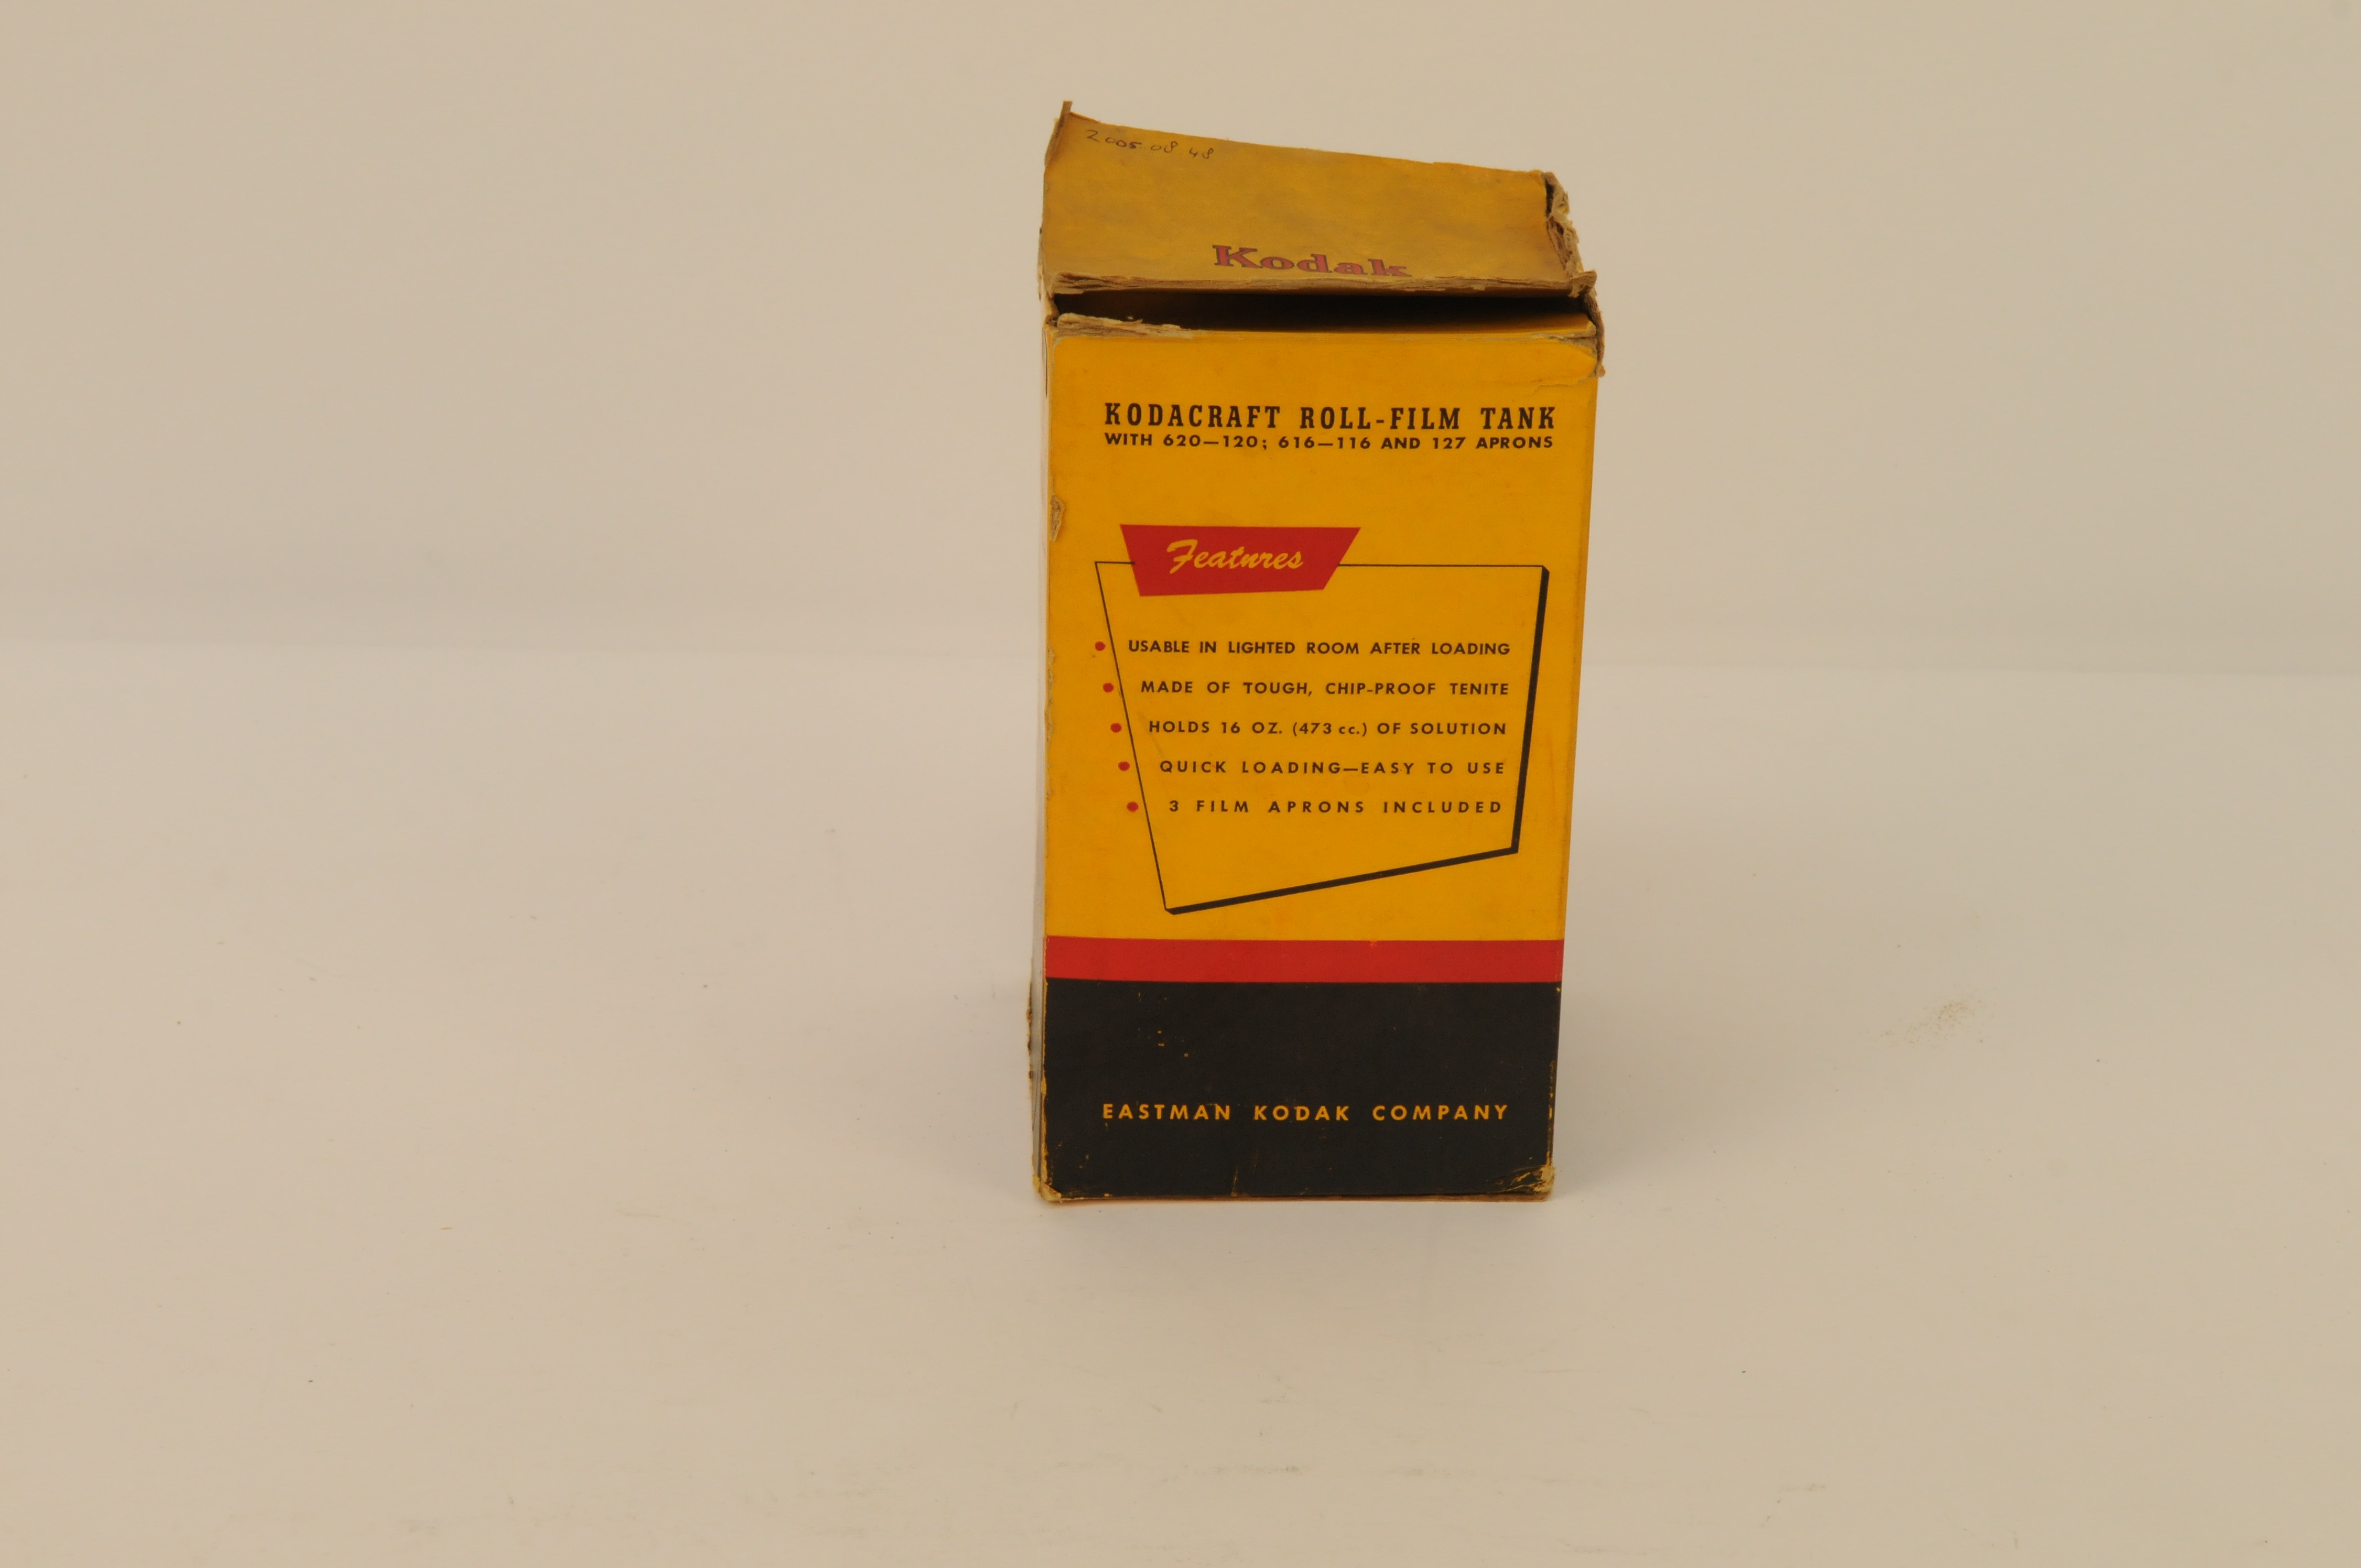 2005 08 48
Kodak
KODACRAFT ROLL-FILM TANK
WITH 620—120; 616—116 AND 127 APRONS
Features
• USABLE IN LIGHTED ROOM AFTER LOADING
• MADE OF TOUGH, CHIP-PROOF TENITE
• HOLDS 16 OZ. (473 cc.) OF SOLUTION
• QUICK LOADING—EASY TO USE
• 3 FILM APRONS INCLUDED
EASTMAN KODAK COMPANY